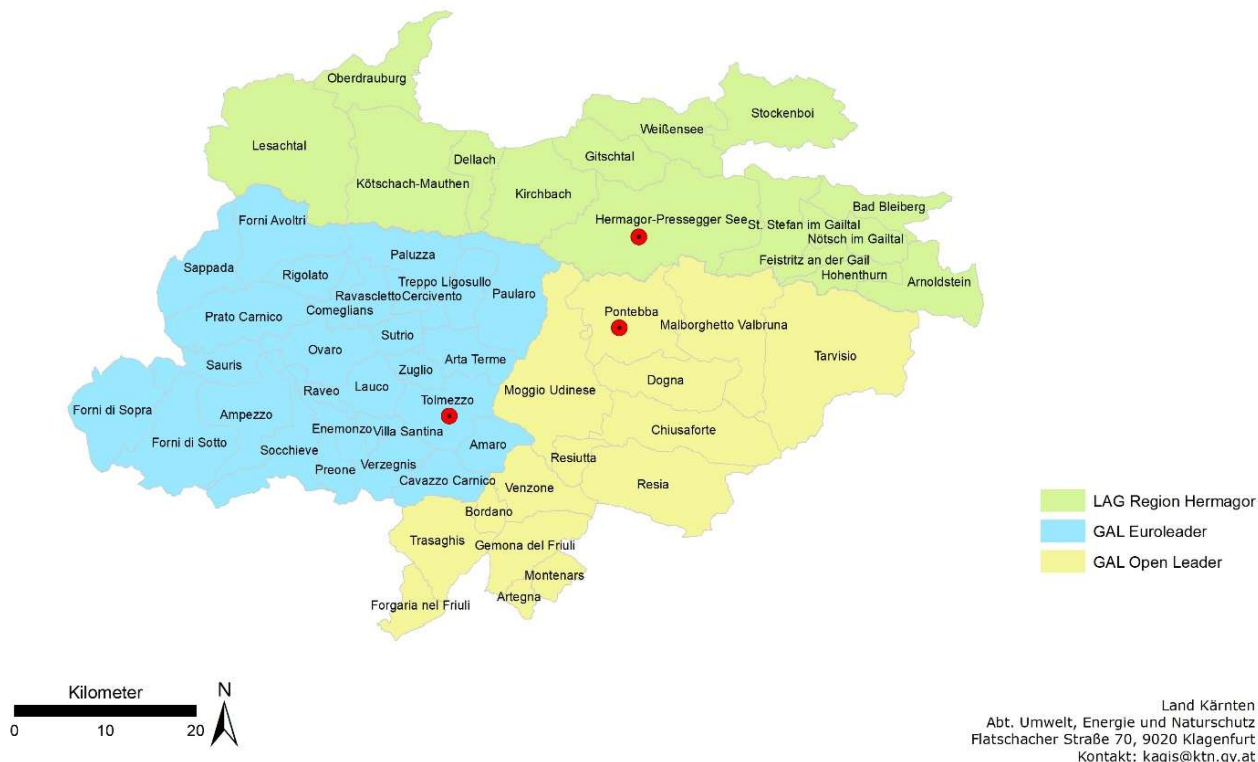 Oberdrauburg
Stockenboi
Weißensee
Lesachtal
Dellach
Gitschtal
Kötschach-Mauthen
Kirchbach
Bad Bleiberg
Forni Avoltri
Hermagor-Pressegger See
St. Stefan im Gailtal
Nötsch im Gailtal
Paluzza
Feistritz an der Gail
Sappada
Rigolato
Treppo Ligosullo
Hohenthurn
Arnoldstein
Ravascletto
Cercivento
Paularo
Comeglians
Pontebba
Prato Carnico
Malborghetto Valbruna
Sutrio
Ovaro
Tarvisio
Sauris
Zuglio
Arta Terme
Dogna
Raveo
Lauco
Moggio Udinese
Tolmezzo
Forni di Sopra
Ampezzo
Enemonzo
Villa Santina
Chiusaforte
Forni di Sotto
Socchieve
Amaro
Resiutta
Preone
Verzegnis
Cavazzo Carnico
Venzone
Resia
Bordano
Trasaghis
Gemona del Friuli
Montenars
Artegna
Forgaria nel Friuli
LAG Region Hermagor
GAL Euroleader
GAL Open Leader
Kilometer
N
0 10 20
Land Kärnten
Abt. Umwelt, Energie und Naturschutz
Flatschacher Straße 70, 9020 Klagenfurt
Kontakt: kagis@ktn.gv.at